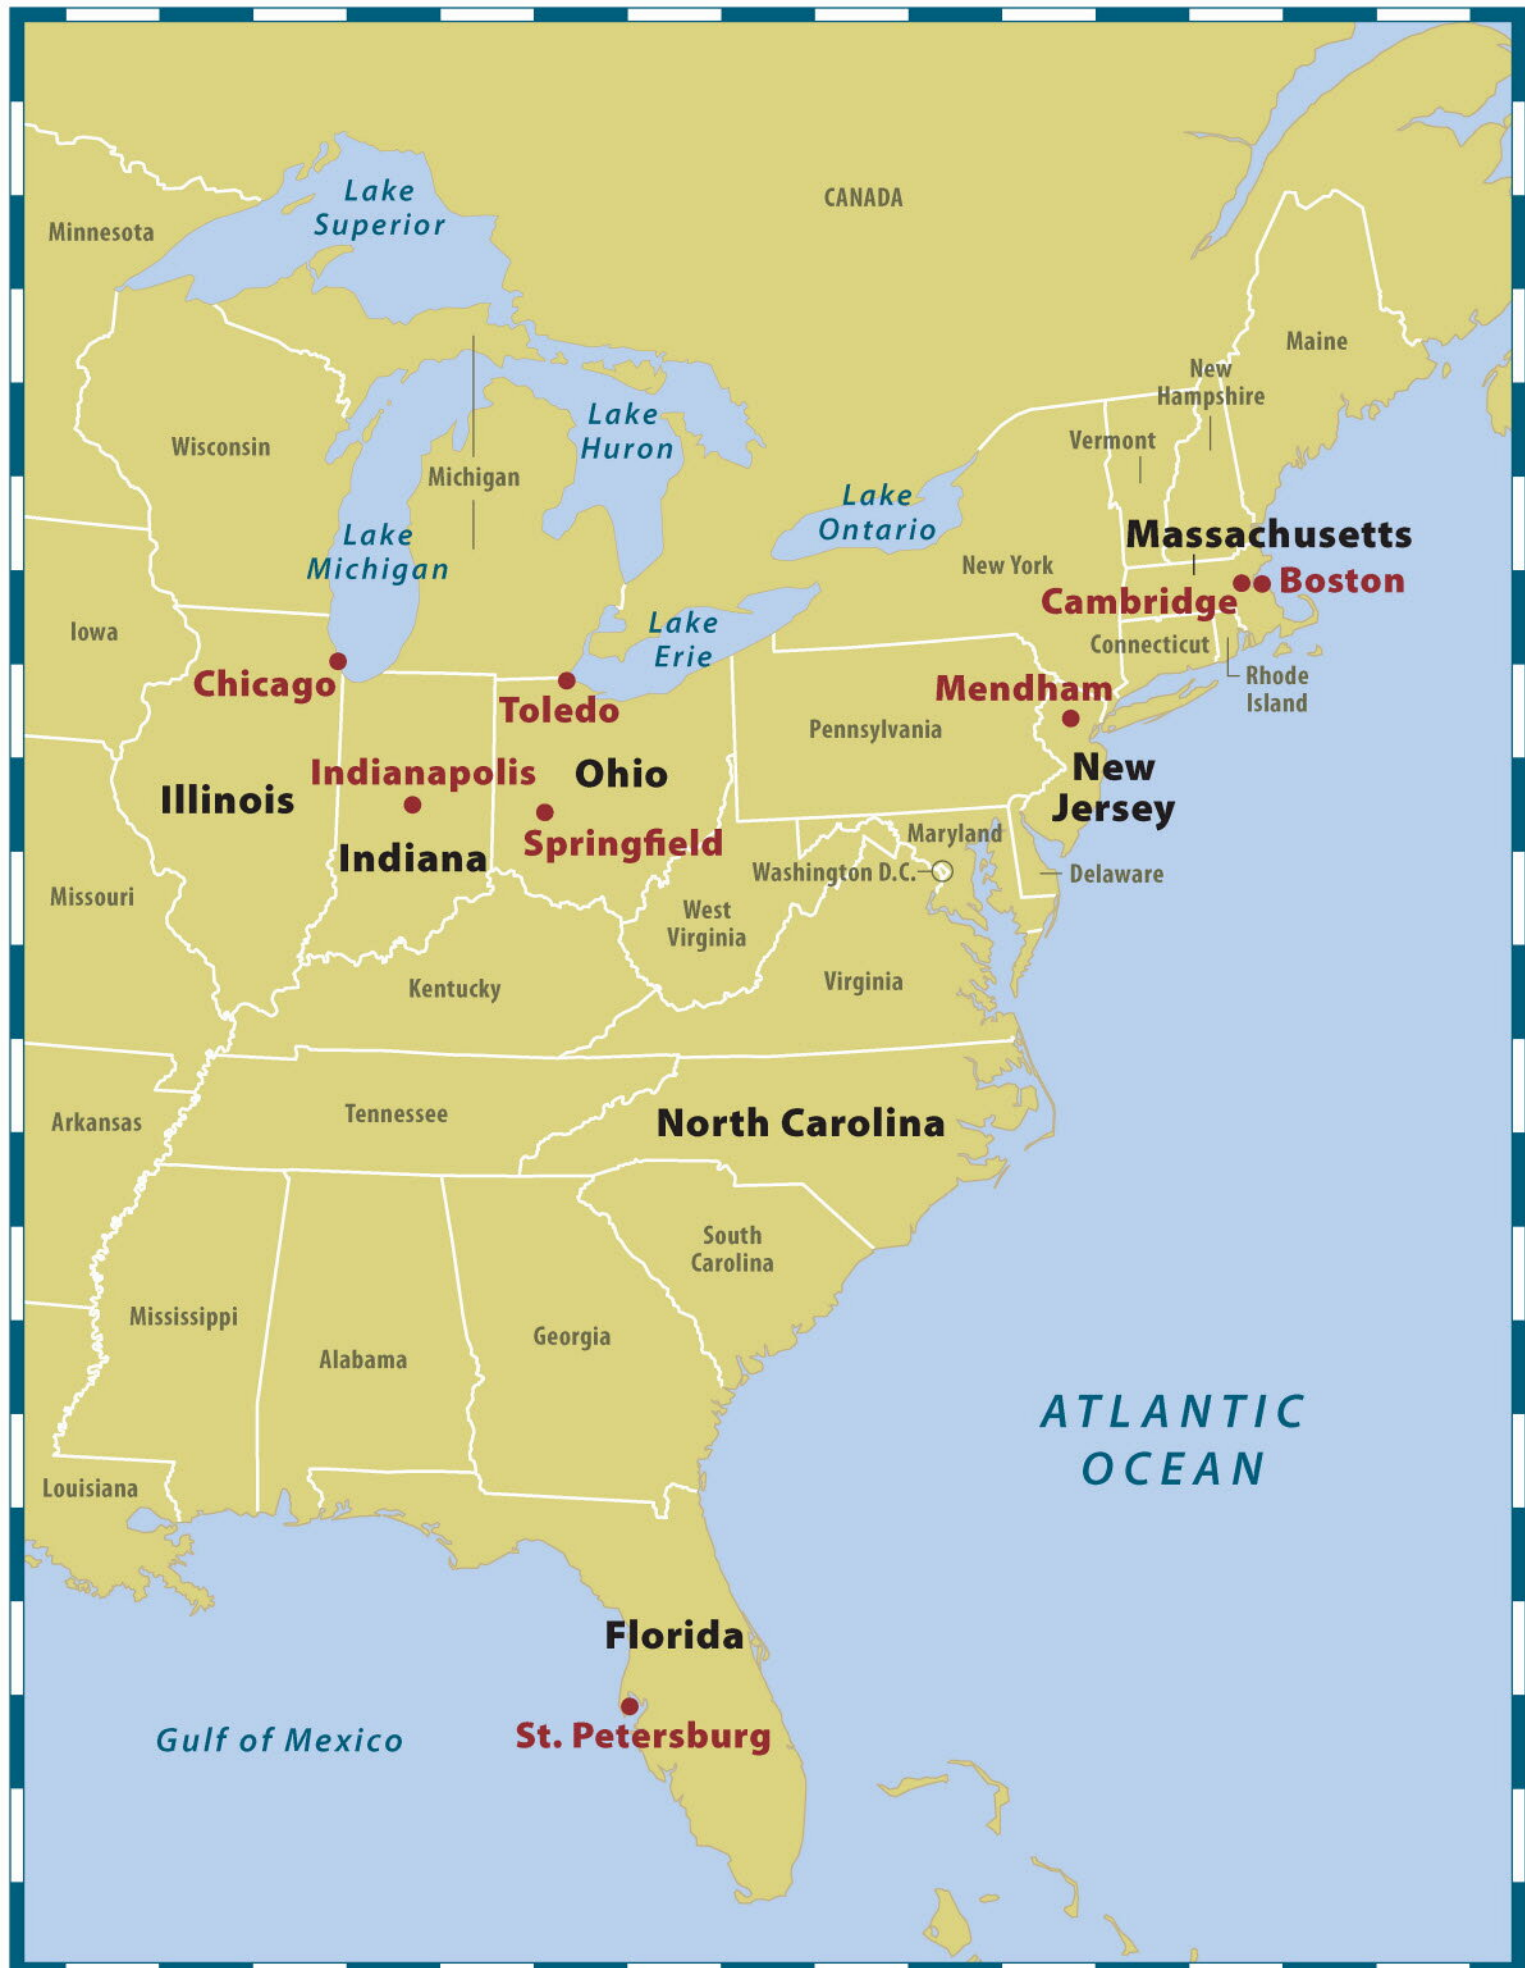 CANADA
Lake
Superior
Minnesota
Maine
New
Hampshire
Lake
Huron
Vermont
Wisconsin
Michigan
Lake
Ontario
Massachusetts
Lake
Michigan
New York
Boston
Cambridge
Iowa
Lake
Erie
Connecticut
Rhode
Island
Chicago
Mendham
Toledo
Pennsylvania
Indianapolis
Ohio
New
Jersey
Illinois
Maryland
Springfield
Indiana
Washington D.C.
Delaware
Missouri
West
Virginia
Virginia
Kentucky
Arkansas
Tennessee
North Carolina
South
Carolina
Mississippi
Georgia
Alabama
ATLANTIC
OCEAN
Louisiana
Florida
Gulf of Mexico
St. Petersburg